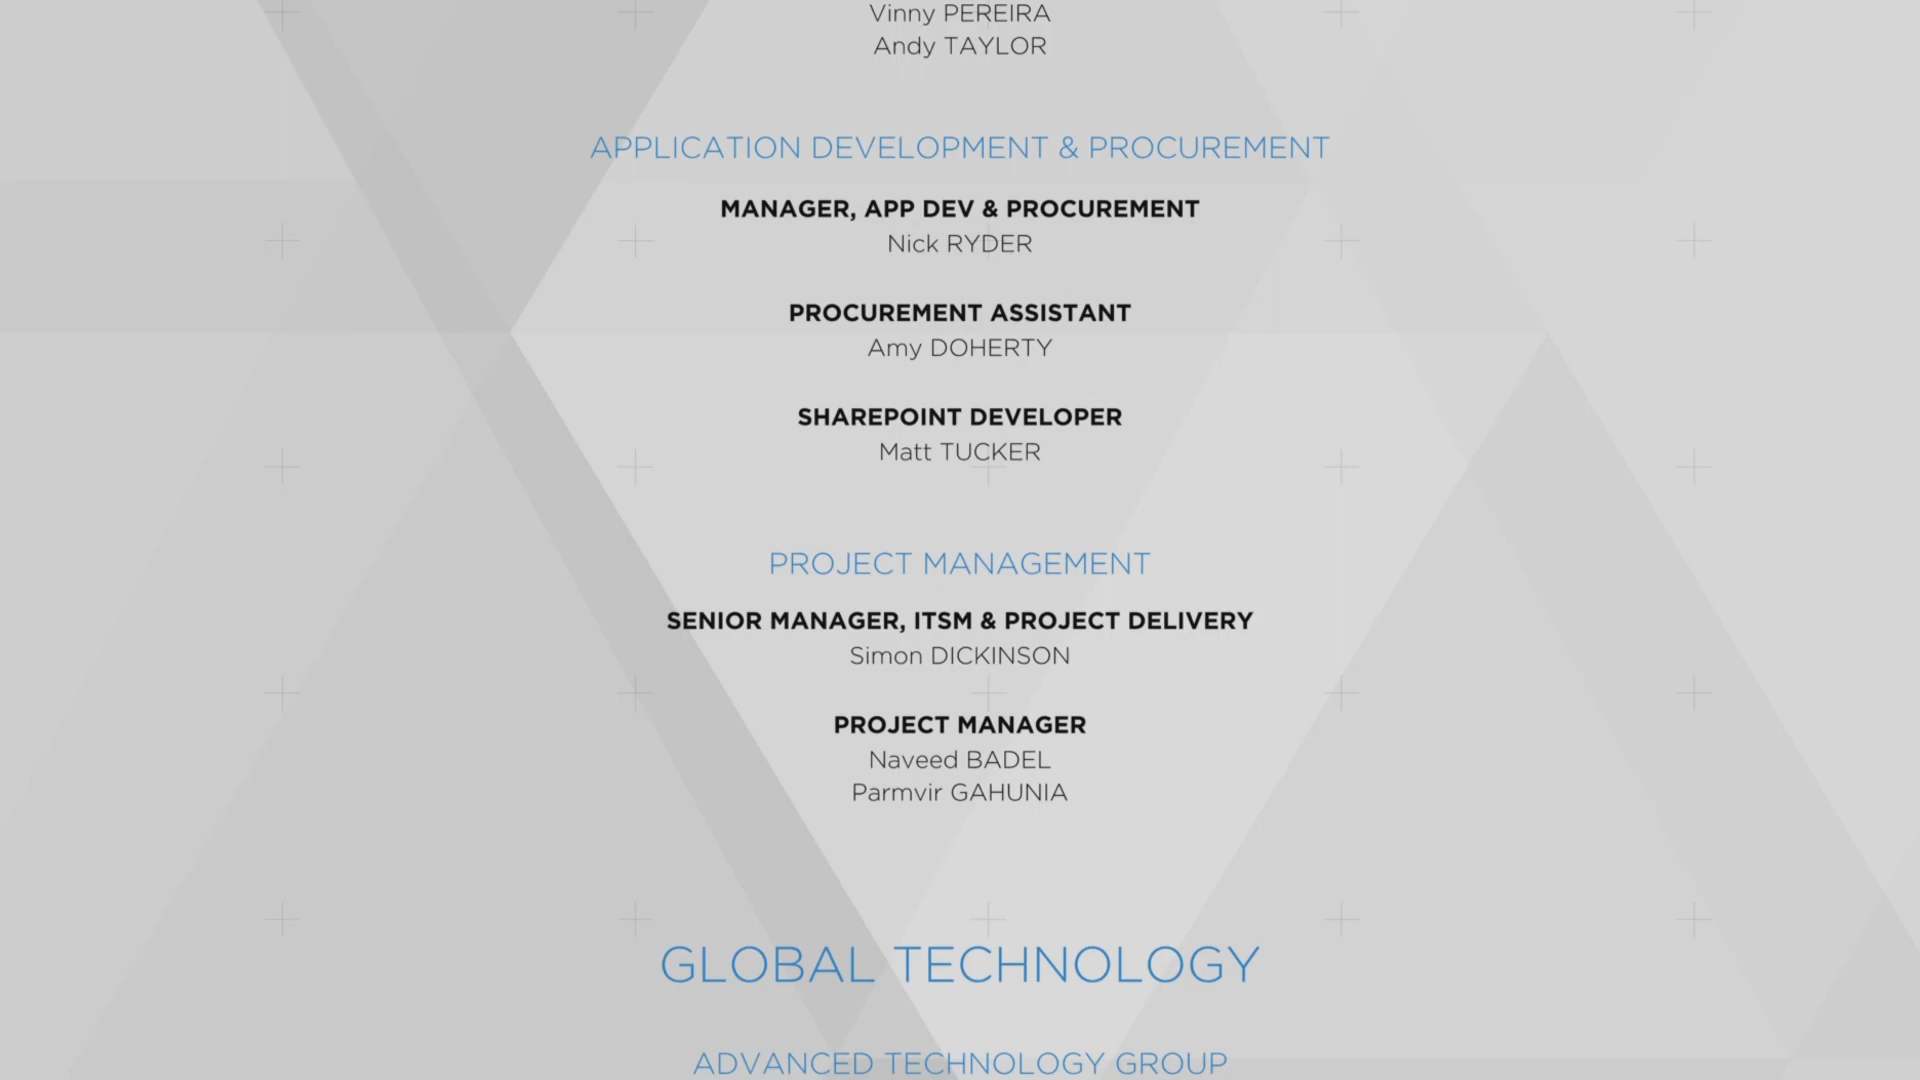 Vinny PEREIRA
Andy TAYLOR
APPLICATION DEVELOPMENT & PROCUREMENT
MANAGER, APP DEV & PROCUREMENT
Nick RYDER
PROCUREMENT ASSISTANT
Amy DOHERTY
SHAREPOINT DEVELOPER
Matt TUCKER
PROJECT MANAGEMENT
SENIOR MANAGER, ITSM & PROJECT DELIVERY
Simon DICKINSON
PROJECT MANAGER
Naveed BADEL
Parmvir GAHUNIA
GLOBAL TECHNOLOGY
ADVANCED TECHNOLOGY GROUP